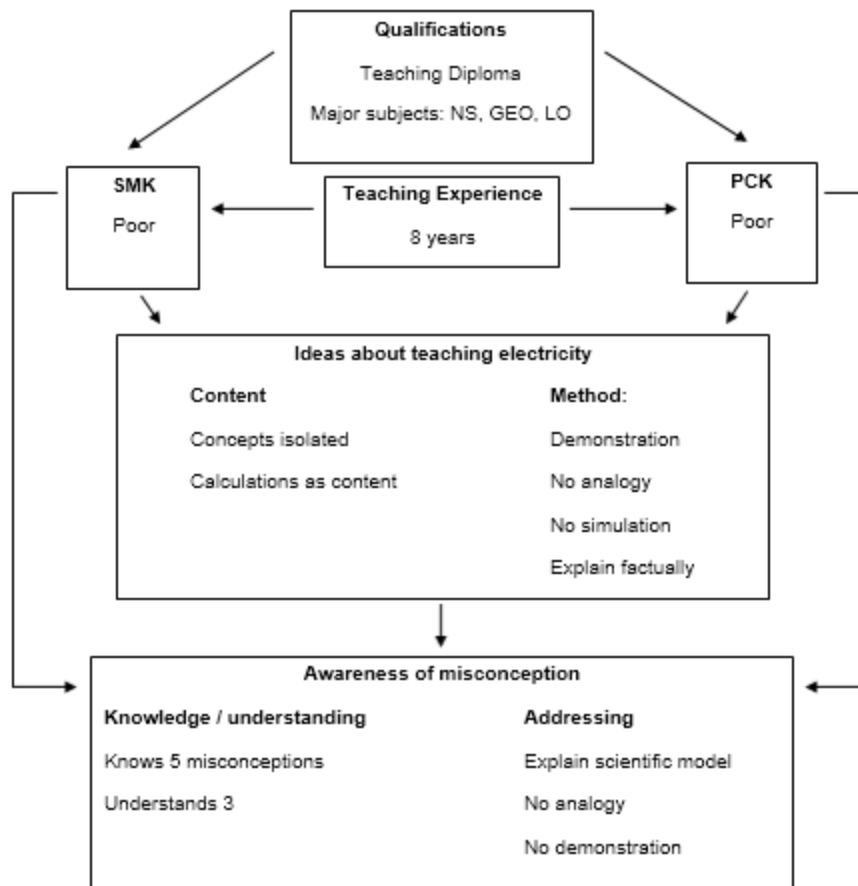 Qualifications
Teaching Diploma
Major subjects: NS, GEO, LO
SMK
Poor
Teaching Experience
8 years
PCK
Poor
Ideas about teaching electricity
Content
Concepts isolated
Calculations as content
Method:
Demonstration
No analogy
No simulation
Explain factually
Awareness of misconception
Knowledge / understanding
Knows 5 misconceptions
Understands 3
Addressing
Explain scientific model
No analogy
No demonstration